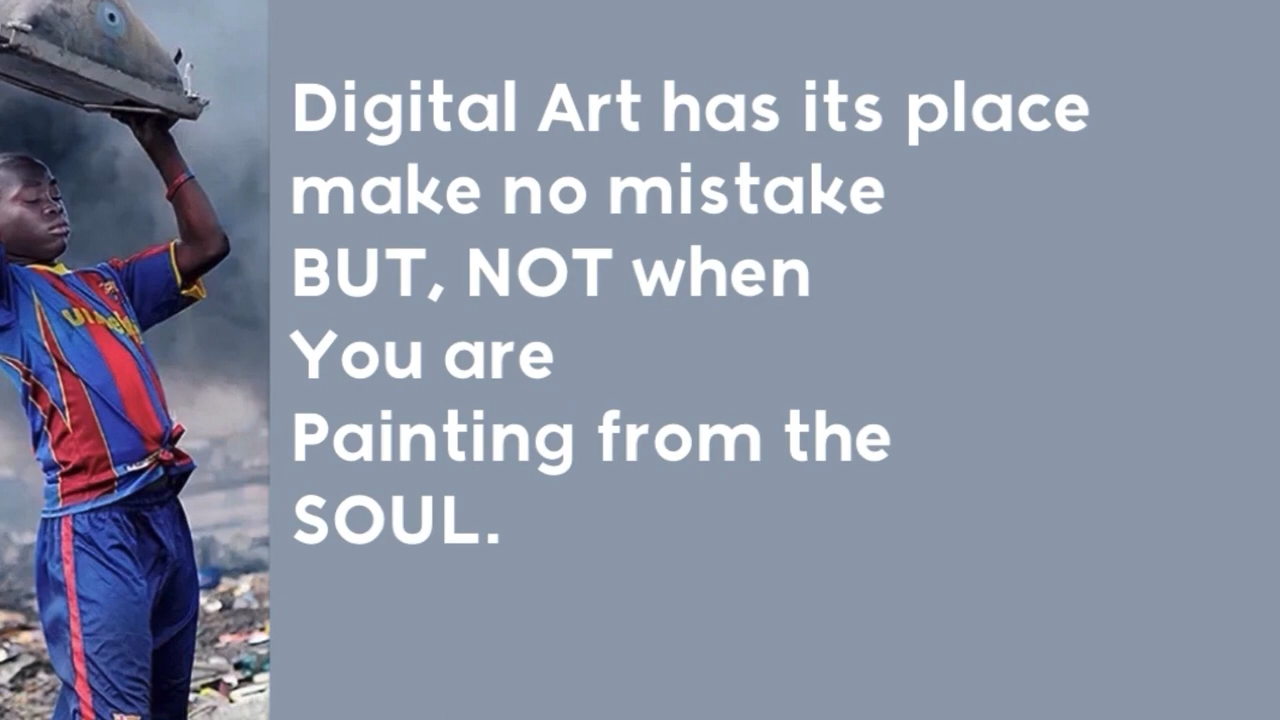 Digital Art has its place
make no mistake
BUT, NOT when
You are
Painting from the
SOUL.